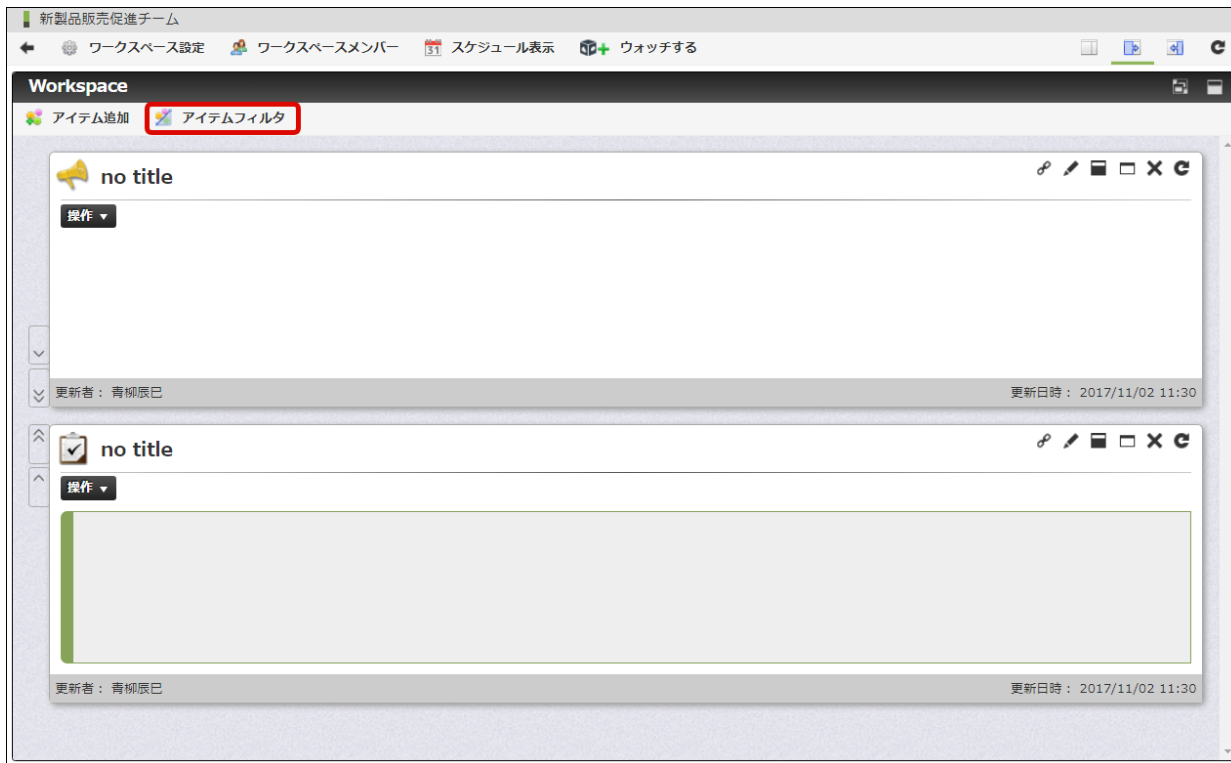 新製品販売促進チーム
ワークスペース設定 ワークスペースメンバー 31 スケジュール表示 ウォッチする
Workspace
アイテム追加 アイテムフィルタ
no title
操作
更新者： 青柳辰巳 更新日時： 2017/11/02 11:30
no title
操作
更新者： 青柳辰巳 更新日時： 2017/11/02 11:30